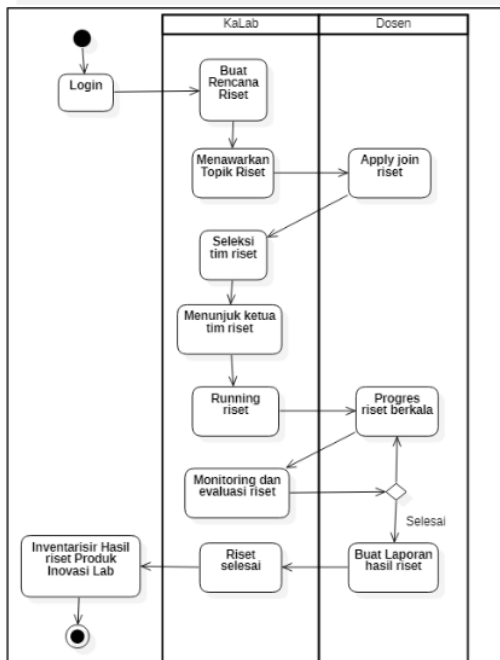 KaLab
Dosen
Login
Buat
Rencana
Riset
Menawarkan
Topik Riset
Apply join
riset
Seleksi
tim riset
Menunjuk ketua
tim riset
Running
riset
Progres
riset berkala
Monitoring dan
evaluasi riset
Selesai
Inventarisir Hasil
riset Produk
Inovasi Lab
Riset
selesai
Buat Laporan
hasil riset